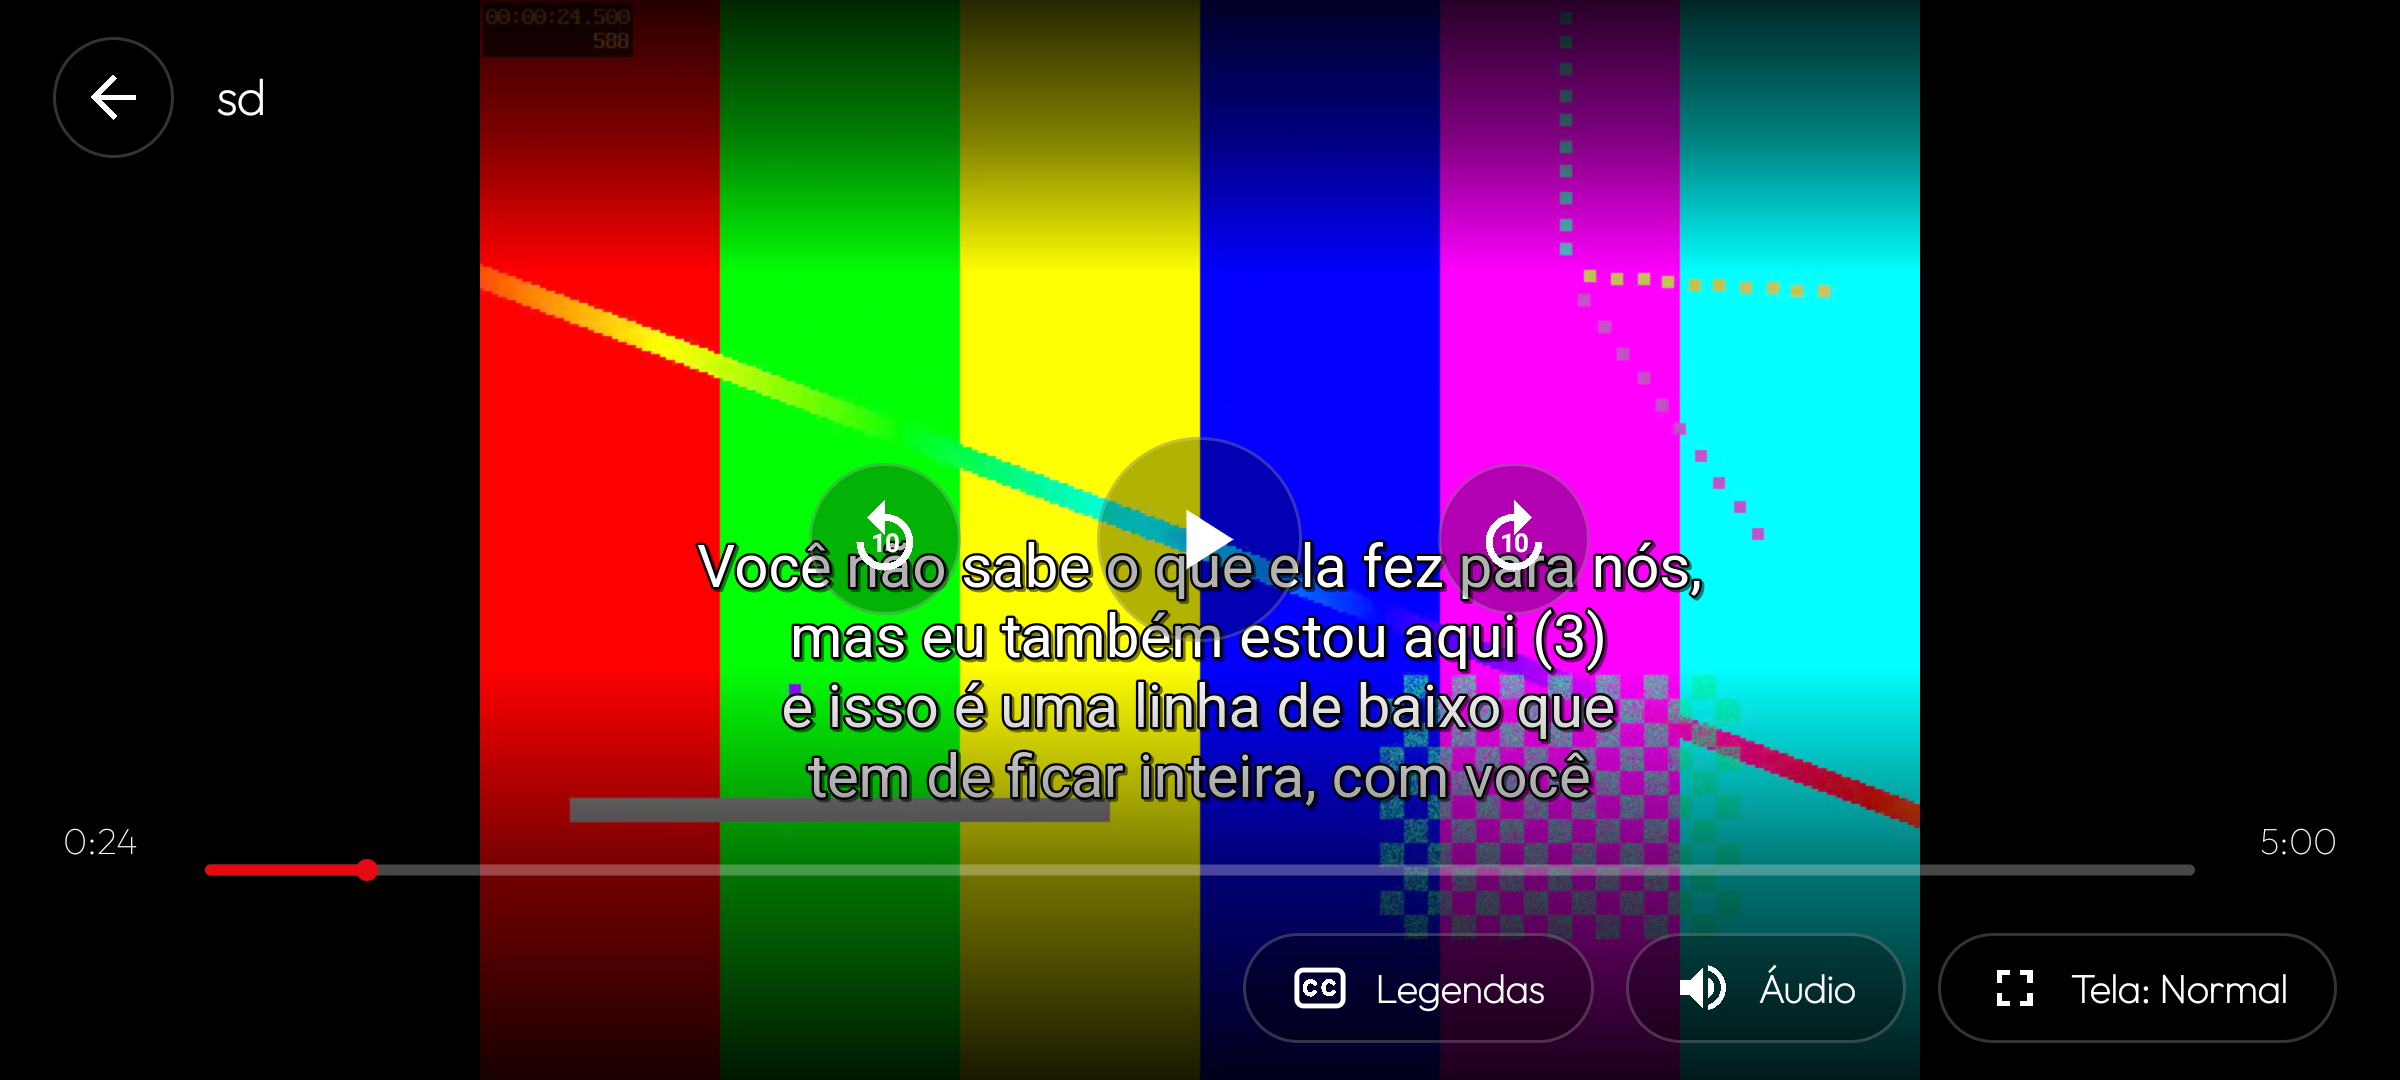 00:00:24.500
588
sd
10
10
Você não sabe o que ela fez para nós,
mas eu também estou aqui (3)
e isso é uma linha de baixo que
tem de ficar inteira, com você
0:24
5:00
CC
Legendas
Áudio
Tela: Normal